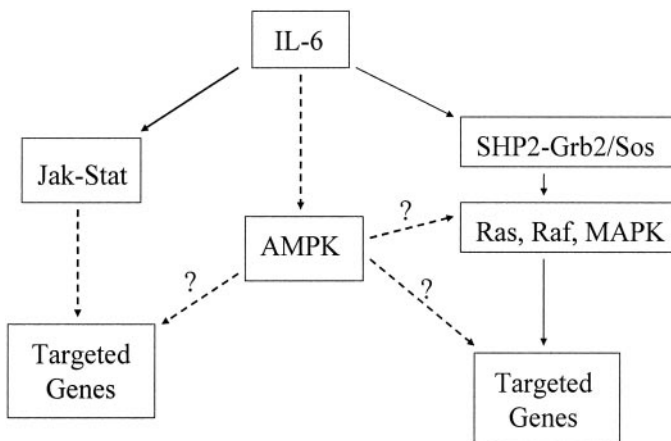 IL-6
SHP2-Grb2/Sos
Jak-Stat
?
Ras, Raf, MAPK
AMPK
?
?
Targeted
Genes
Targeted
Genes